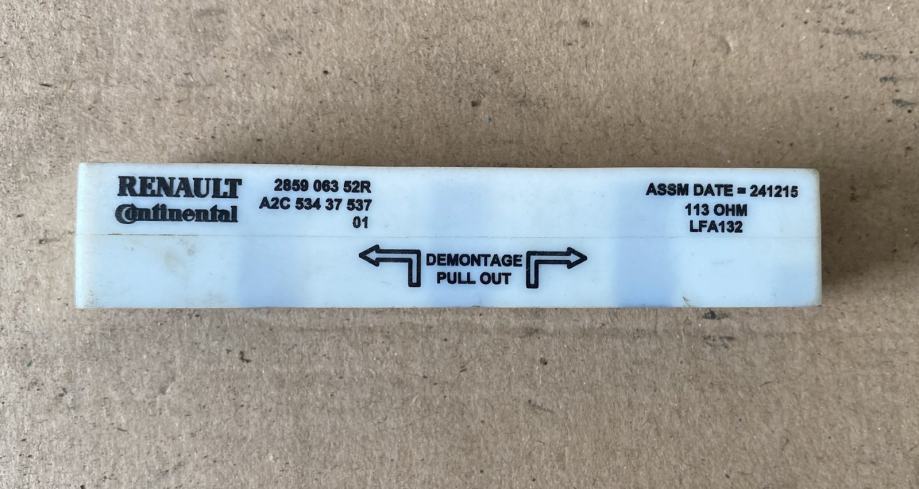 RENAULT
Continental
2859 063 52R
A2C 534 37 537
01
ASSM DATE = 241215
113 OHM
LFA132
DEMONTAGE
PULL OUT